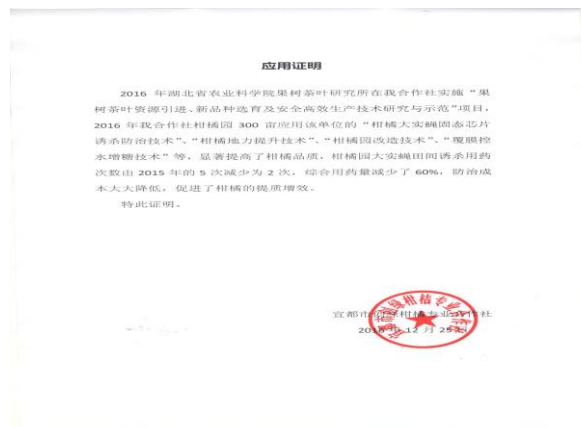 应用证明
2016 年湖北省农业科学院果树茶叶研究所在我合作社实施“果
树茶叶资源引进、新品种选育及安全高效生产技术研究与示范”项目，
2016 年我合作社柑橘园 300 亩应用该单位的“柑橘大实蝇固态芯片
诱杀防治技术”、“柑橘地力提升技术”、“柑橘园改造技术”、“覆膜控
水增糖技术”等，显著提高了柑橘品质，柑橘园大实蝇田间诱杀用药
次数由 2015 年的 5 次减少为 2 次，综合用药量减少了 60%，防治成
本大大降低，促进了柑橘的提质增效。
特此证明。
宜都市 绿柑橘专业合作社
2016 年 12 月 25 日